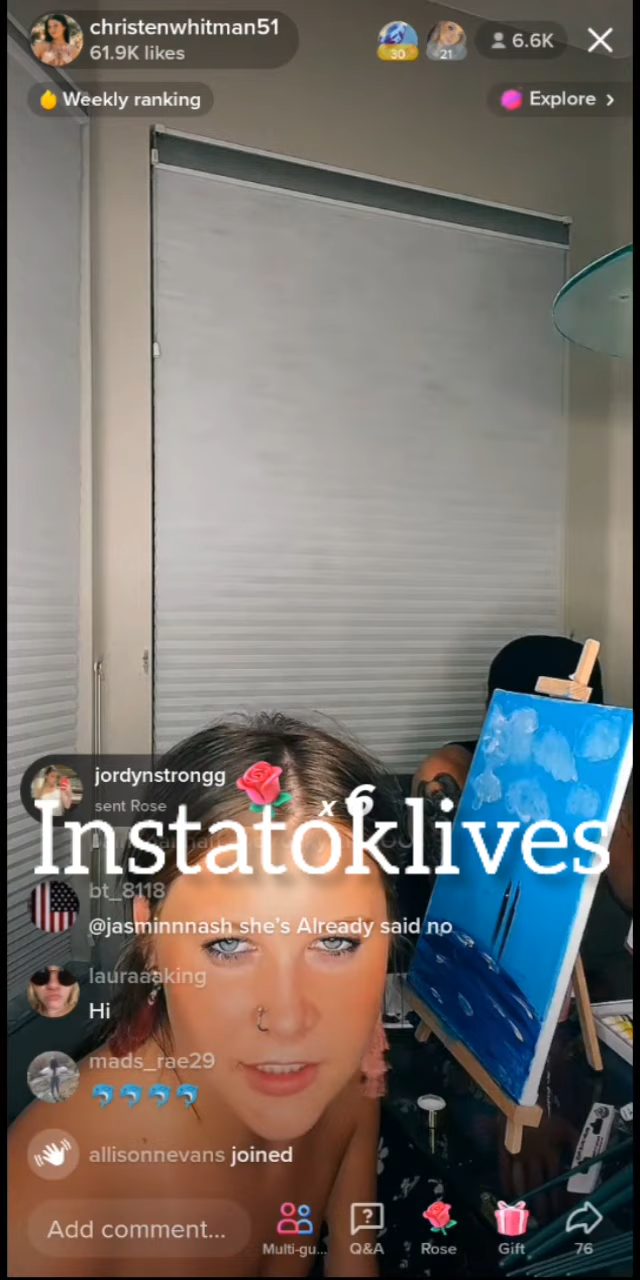 christenwhitman51
61.9K likes
30
21
6.6K
Weekly ranking
Explore >
jordynstrongg
sent Rose
x 6
Instatoklives
bt_8118
@jasminnnash she's Already said no
lauraaaking
Hi
mads_rae29
allisonnevans joined
Add comment...
Multi-gu...
Q&A
Rose
Gift
76